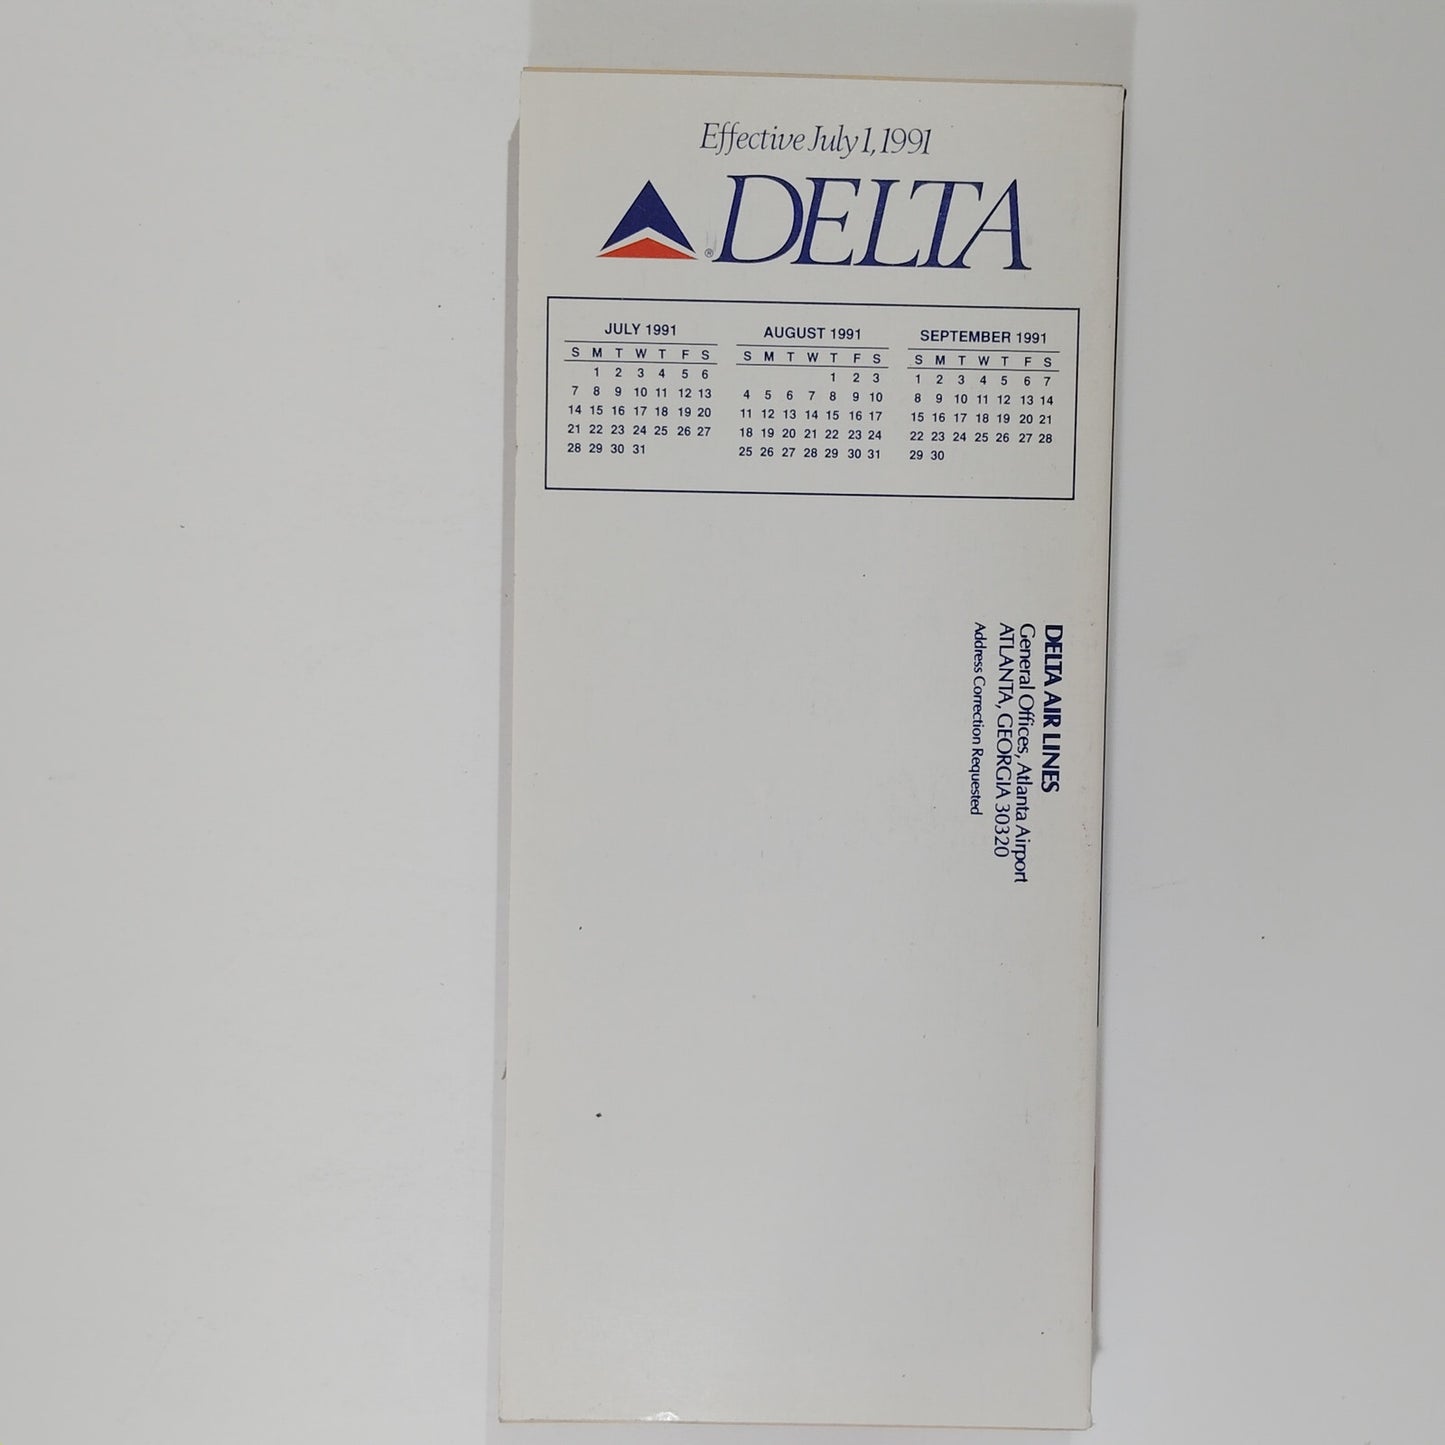 Effective July 1, 1991
® DELTA
JULY 1991
S M T W T F S
1 2 3 4 5 6
7 8 9 10 11 12 13
14 15 16 17 18 19 20
21 22 23 24 25 26 27
28 29 30 31
AUGUST 1991
S M T W T F S
1 2 3
4 5 6 7 8 9 10
11 12 13 14 15 16 17
18 19 20 21 22 23 24
25 26 27 28 29 30 31
SEPTEMBER 1991
S M T W T F S
1 2 3 4 5 6 7
8 9 10 11 12 13 14
15 16 17 18 19 20 21
22 23 24 25 26 27 28
29 30
DELTA AIR LINES
General Offices, Atlanta Airport
ATLANTA, GEORGIA 30320
Address Correction Requested